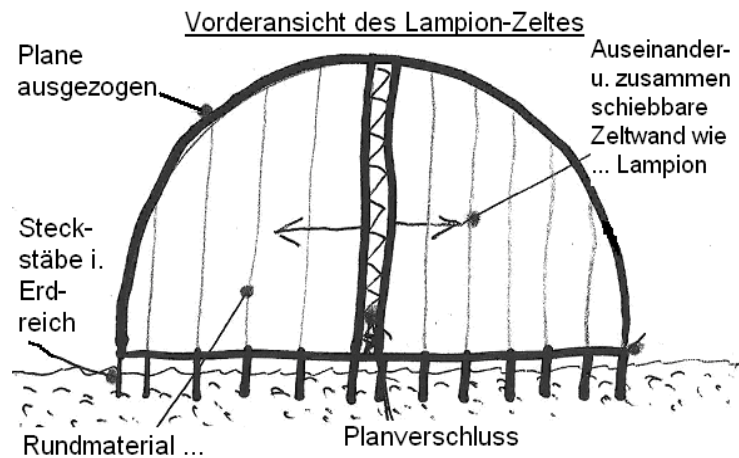 Vorderansicht des Lampion-Zeltes
Plane
ausgezogen
Auseinander-
u. zusammen
schiebbare
Zeltwand wie
... Lampion
Steck-
stäbe i.
Erd-
reich
Rundmaterial ...
Planverschluss